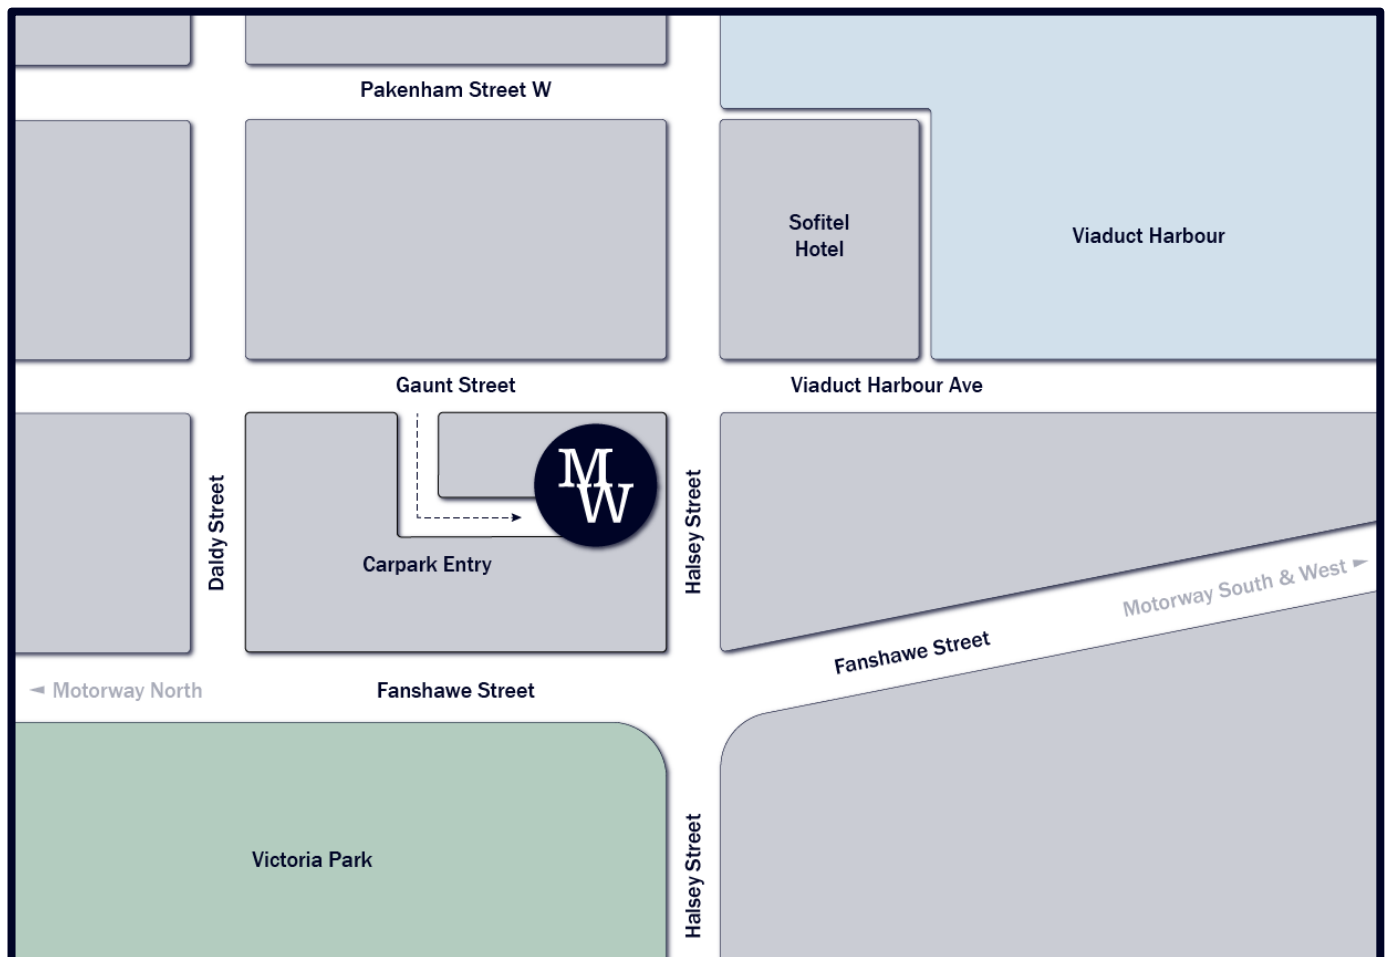 Pakenham Street W
Sofitel
Hotel
Viaduct Harbour
Gaunt Street
Viaduct Harbour Ave
MW
Daldy Street
Halsey Street
Carpark Entry
Motorway South & West
Fanshawe Street
Motorway North
Fanshawe Street
Victoria Park
Halsey Street